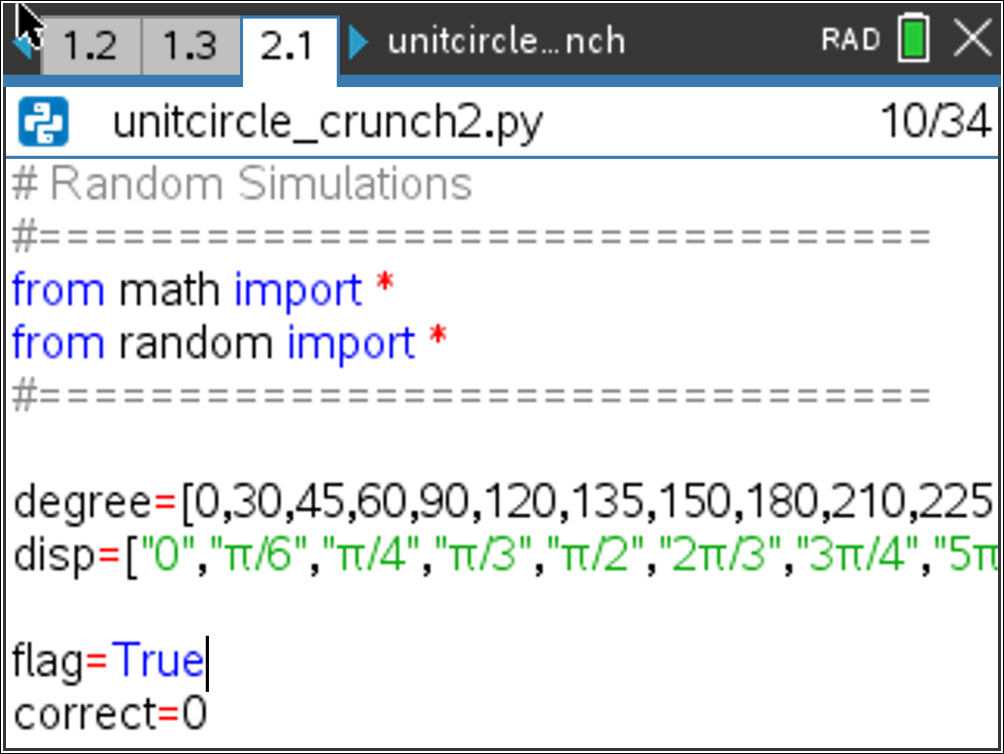 1.2 1.3 2.1 unitcircle...nch RAD
unitcircle_crunch2.py 10/34
# Random Simulations
#================================
from math import *
from random import *
#================================
degree=[0,30,45,60,90,120,135,150,180,210,225
disp=["0","π/6","π/4","π/3","π/2","2π/3","3π/4","5π
flag=True
correct=0